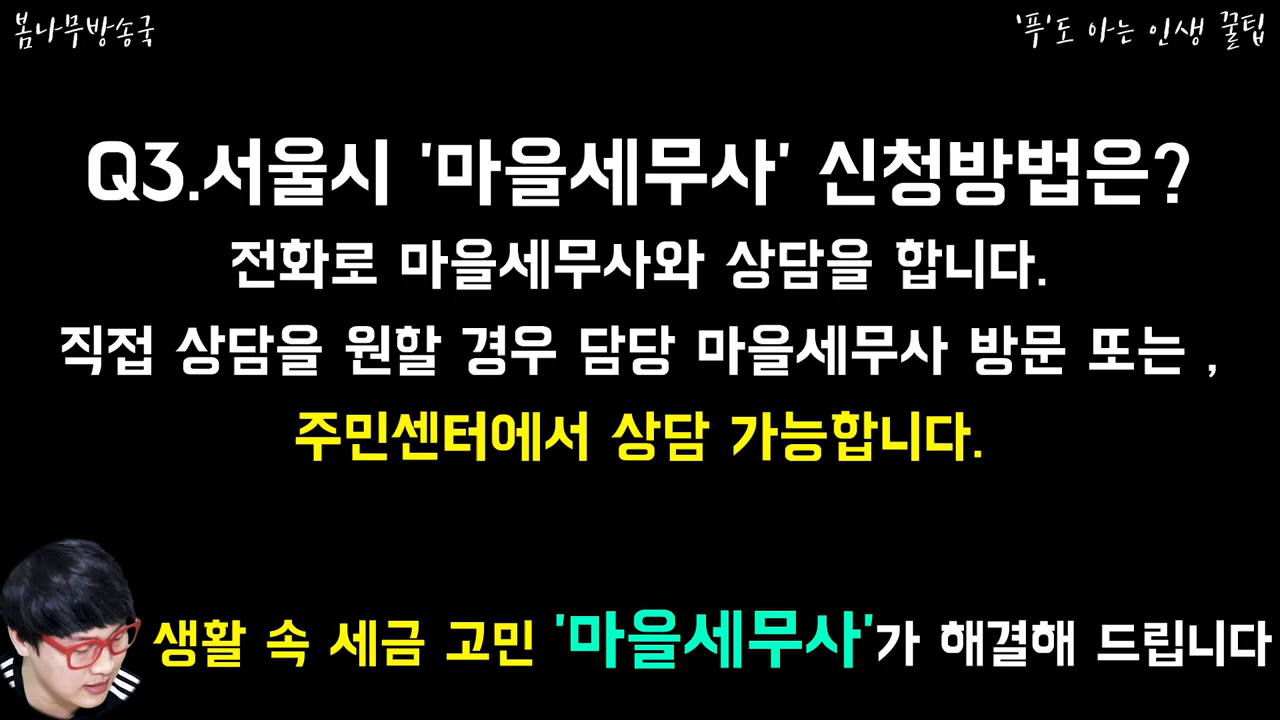 봄나무방송국
'푸'도 아는 인생 꿀팁
Q3.서울시 '마을세무사' 신청방법은?
전화로 마을세무사와 상담을 합니다.
직접 상담을 원할 경우 담당 마을세무사 방문 또는 ,
주민센터에서 상담 가능합니다.
생활 속 세금 고민 '마을세무사'가 해결해 드립니다